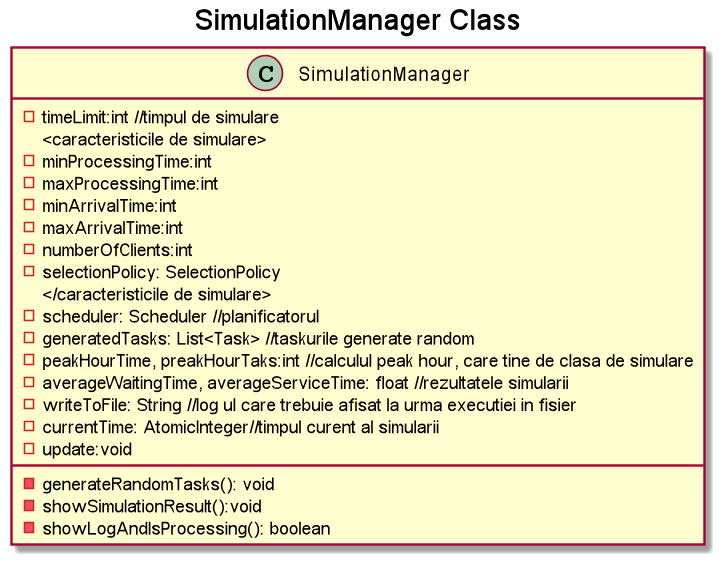 SimulationManager Class
C SimulationManager
timeLimit:int //timpul de simulare
<caracteristicile de simulare>
minProcessingTime:int
maxProcessingTime:int
minArrivalTime:int
maxArrivalTime:int
numberOfClients:int
selectionPolicy: SelectionPolicy
</caracteristicile de simulare>
scheduler: Scheduler //planificatorul
generatedTasks: List<Task> //taskurile generate random
peakHourTime, preakHourTaks:int //calculul peak hour, care tine de clasa de simulare
averageWaitingTime, averageServiceTime: float //rezultatele simularii
writeToFile: String //log ul care trebuie afisat la urma executiei in fisier
currentTime: AtomicInteger//timpul curent al simularii
update:void
generateRandomTasks(): void
showSimulationResult():void
showLogAndIsProcessing(): boolean